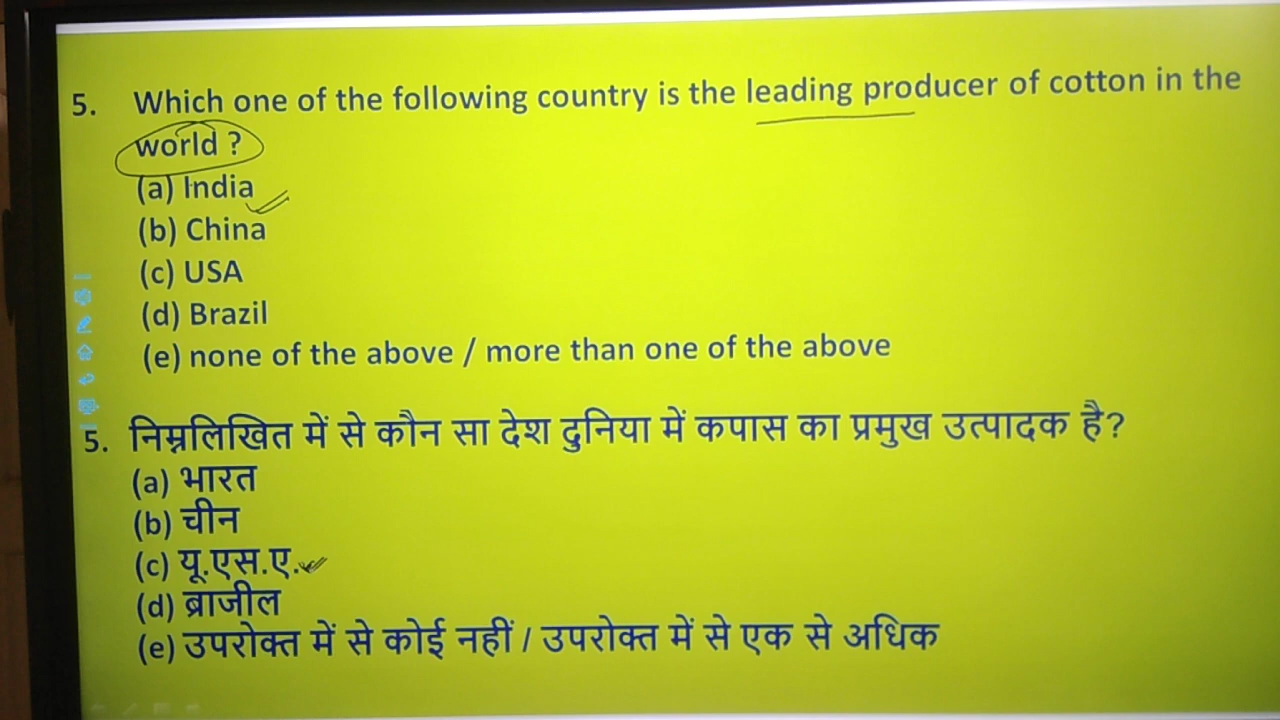 5. Which one of the following country is the leading producer of cotton in the
world ?
(a) India
(b) China
(c) USA
(d) Brazil
(e) none of the above / more than one of the above
5. निम्नलिखित में से कौन सा देश दुनिया में कपास का प्रमुख उत्पादक है?
(a) भारत
(b) चीन
(c) यू.एस.ए.
(d) ब्राजील
(e) उपरोक्त में से कोई नहीं / उपरोक्त में से एक से अधिक